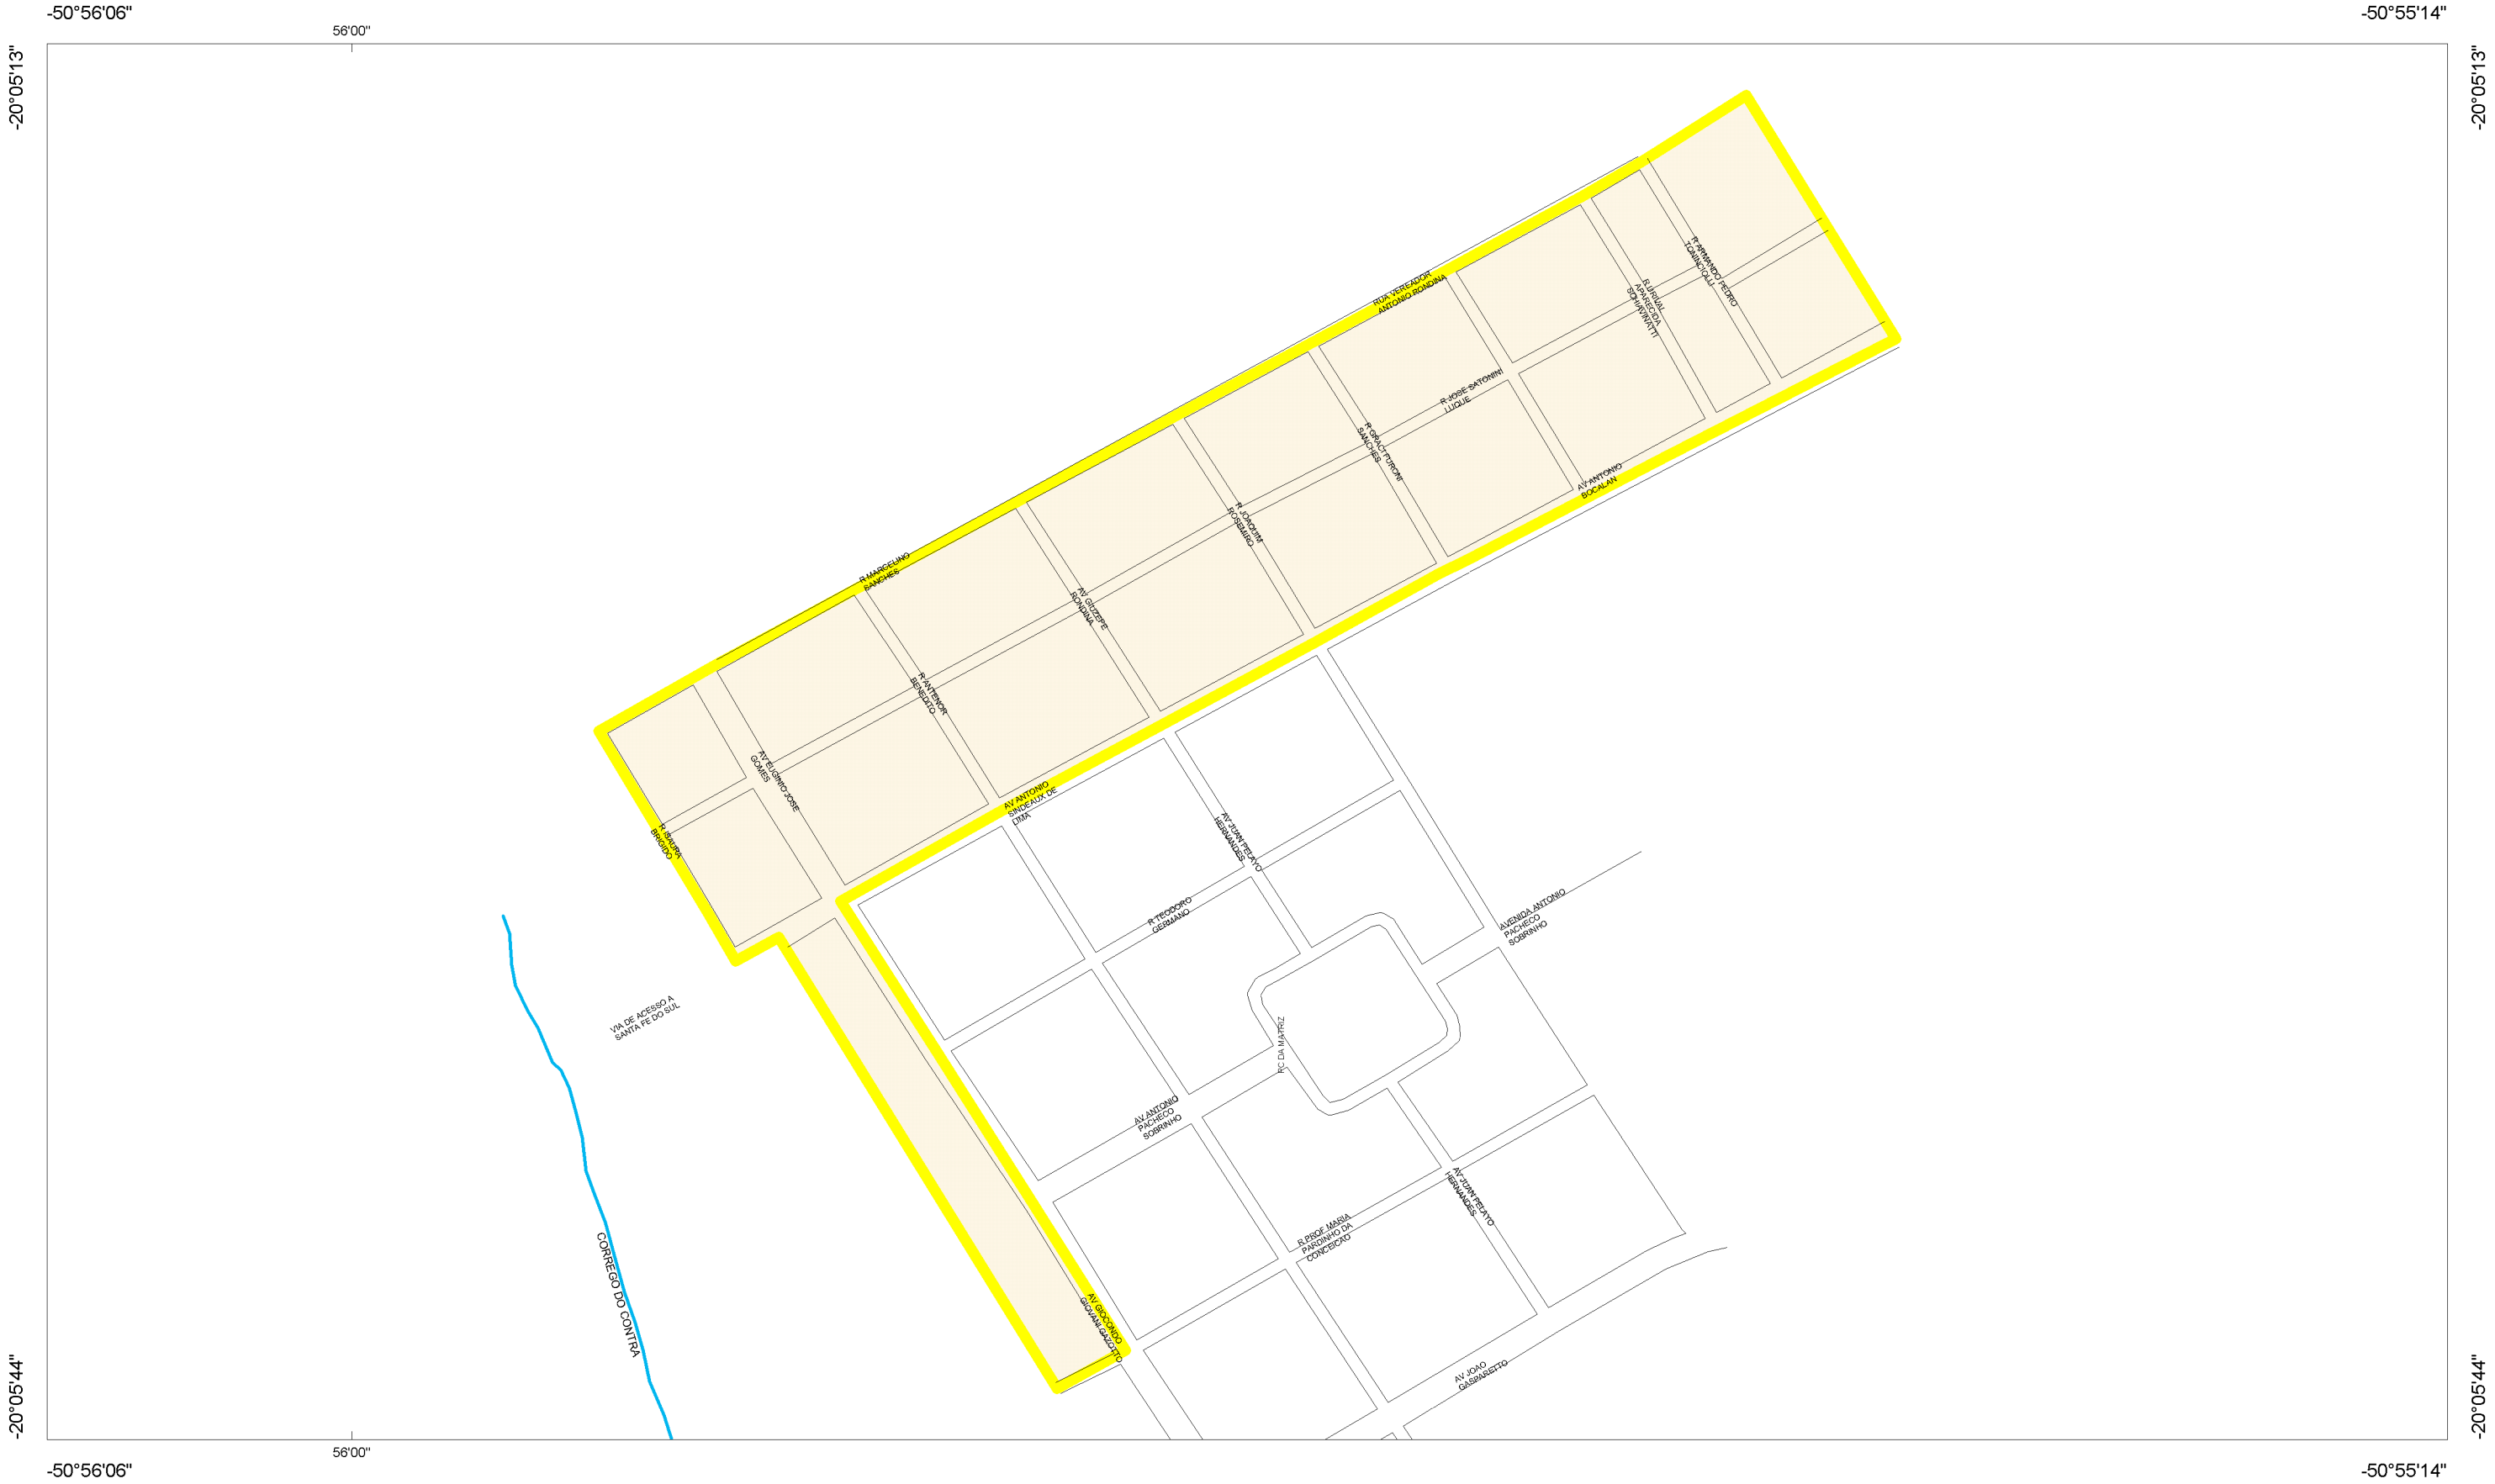 -50°56'06"
-50°55'14"
56'00"
-20°05'13"
-20°05'13"
R ARMANDO PEDRO
TONINCIOLLI
RUA VEREADOR
ANTONIO RONDINA
R LURIVAL
APARECIDA
SCHIAVINATTI
R JOSE SATONINI
LUQUE
R GRACI FURONI
SANCHES
AV ANTONIO
BOCALAN
R JOAQUIM
ROSEMIRO
R MARCELINO
SANCHES
AV GIUZEPE
RONDINA
R ANTENOR
BENEDITO
AV EUGINIO JOSE
GOMES
AV ANTONIO
SINDEAUX DE
LIMA
R ISAURA
BRIGIDO
AV JUAN PELAYO
HERNANDES
R TEODORO
GERMANO
AVENIDA ANTONIO
PACHECO
SOBRINHO
VIA DE ACESSO A
SANTA FE DO SUL
PC DA MATRIZ
AV ANTONIO
PACHECO
SOBRINHO
AV JUAN PELAYO
HERNANDES
R PROF MARIA
PARDINHO DA
CONCEICAO
CORREGO DO CONTRA
AV GIOCONDO
GIOVANI GAZOTTO
AV JOAO
GASPARETTO
-20°05'44"
-20°05'44"
56'00"
-50°56'06"
-50°55'14"